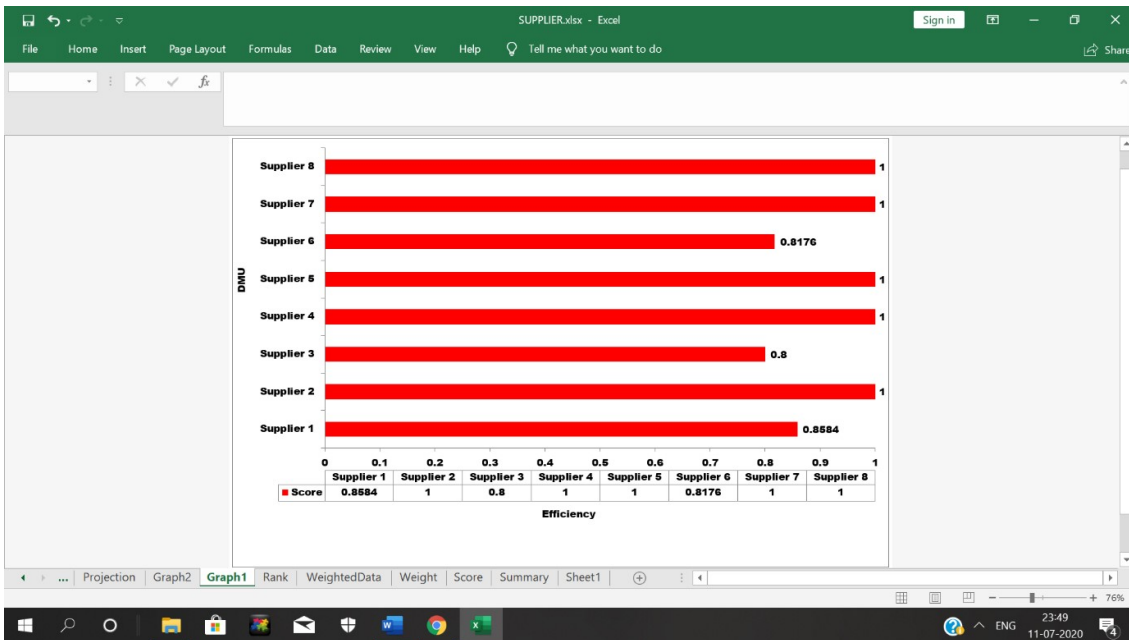 SUPPLIER.xlsx - Excel
Sign in
File Home Insert Page Layout Formulas Data Review View Help Tell me what you want to do Share
fx
Supplier 8 1
Supplier 7 1
Supplier 6 0.8176
DMU
Supplier 5 1
Supplier 4 1
Supplier 3 0.8
Supplier 2 1
Supplier 1 0.8584
0 0.1 0.2 0.3 0.4 0.5 0.6 0.7 0.8 0.9 1
Supplier 1 Supplier 2 Supplier 3 Supplier 4 Supplier 5 Supplier 6 Supplier 7 Supplier 8
Score 0.8584 1 0.8 1 1 0.8176 1 1
Efficiency
... Projection Graph2 Graph1 Rank WeightedData Weight Score Summary Sheet1
76%
ENG 23:49
11-07-2020 4